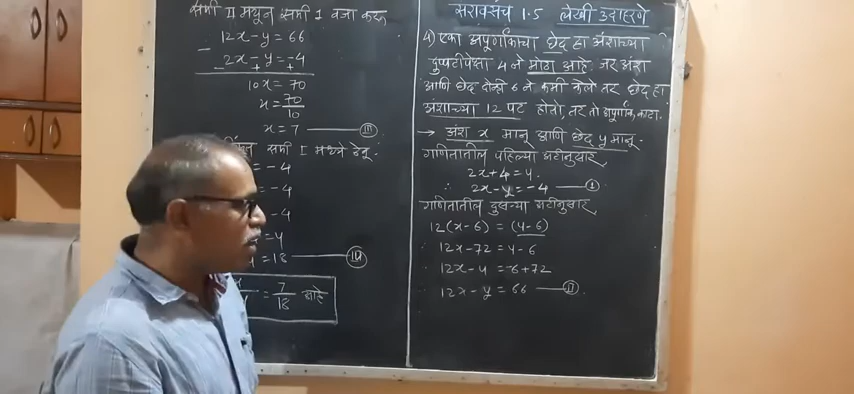 सरावसंच 1.5 लेखी उदाहरणे
4) एका अपूर्णांकाचा छेद हा अंशाच्या
दुप्पटीपेक्षा 4 ने मोठा आहे. जर अंश
आणि छेद दोन्ही 6 ने कमी केले तर छेद हा
अंशाच्या 12 पट होतो, तर तो अपूर्णांक काढा.
→ अंश x मानू आणि छेद y मानू.
गणितातील पहिल्या अटीनुसार
2x+4=y.
∴ 2x-y=-4 —— I
गणितातील दुसऱ्या अटीनुसार
12(x-6) = (y-6)
12x-72=y-6
12x-y=-6+72
12x-y=66 —— II.
समी II मधून समी I वजा करू
12x-y=66
- 2x-y=-4
- + +
10x=70
x=70/10
x=7 —— III
समी I मध्ये ठेवू.
=-4
-4
-4
=4
=18 ——
=7/18 आहे